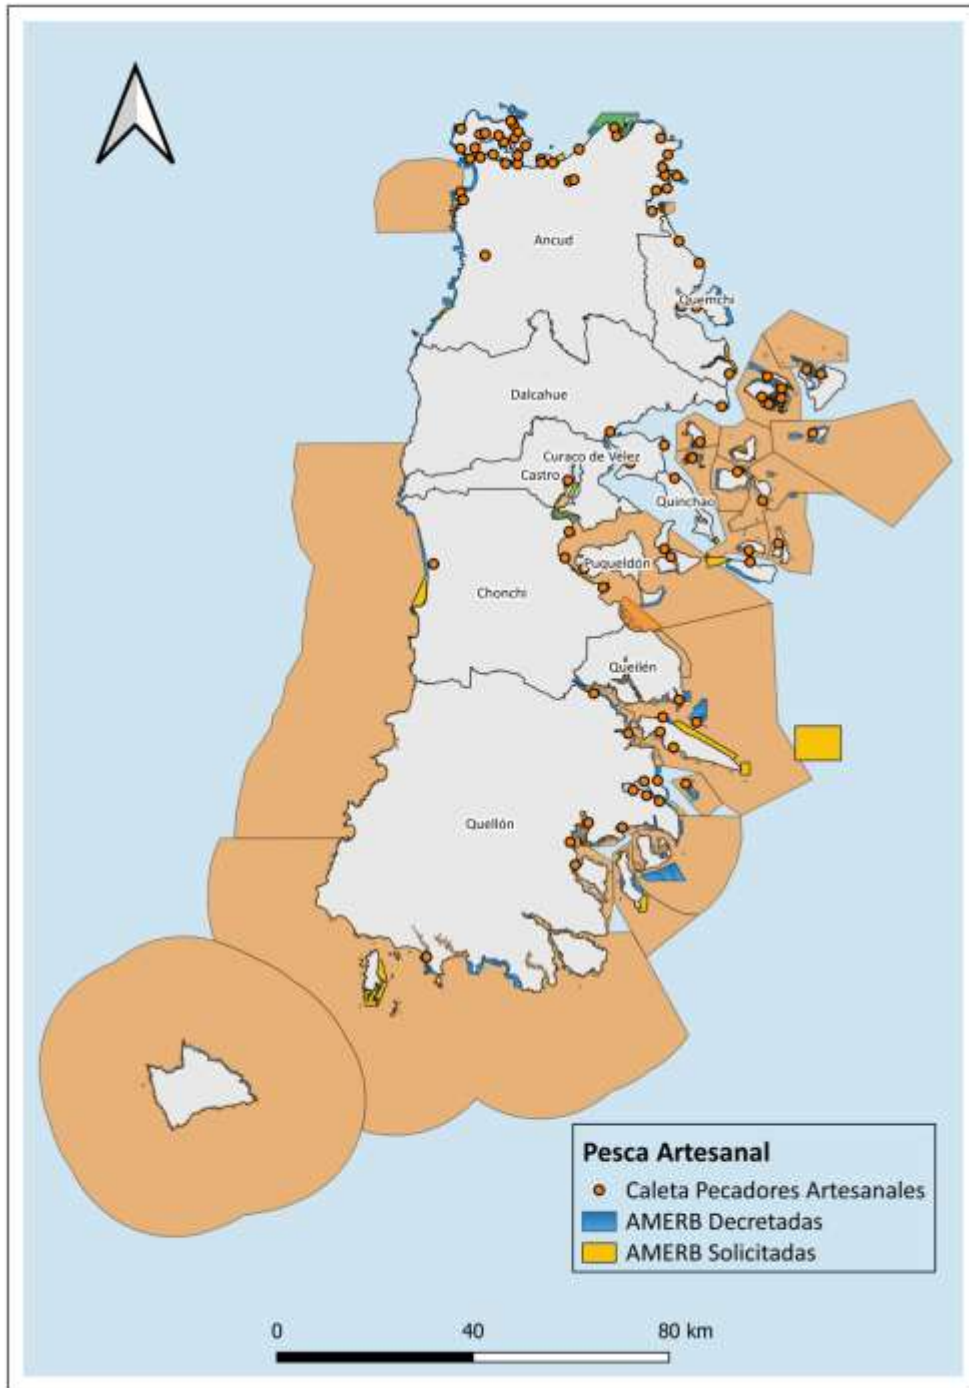 Ancud
Quemchi
Dalcahue
Curaco de Vélez
Castro
Quinchao
Puqueldón
Chonchi
Queilén
Quellón
Pesca Artesanal
Caleta Pecadores Artesanales
AMERB Decretadas
AMERB Solicitadas
0 40 80 km